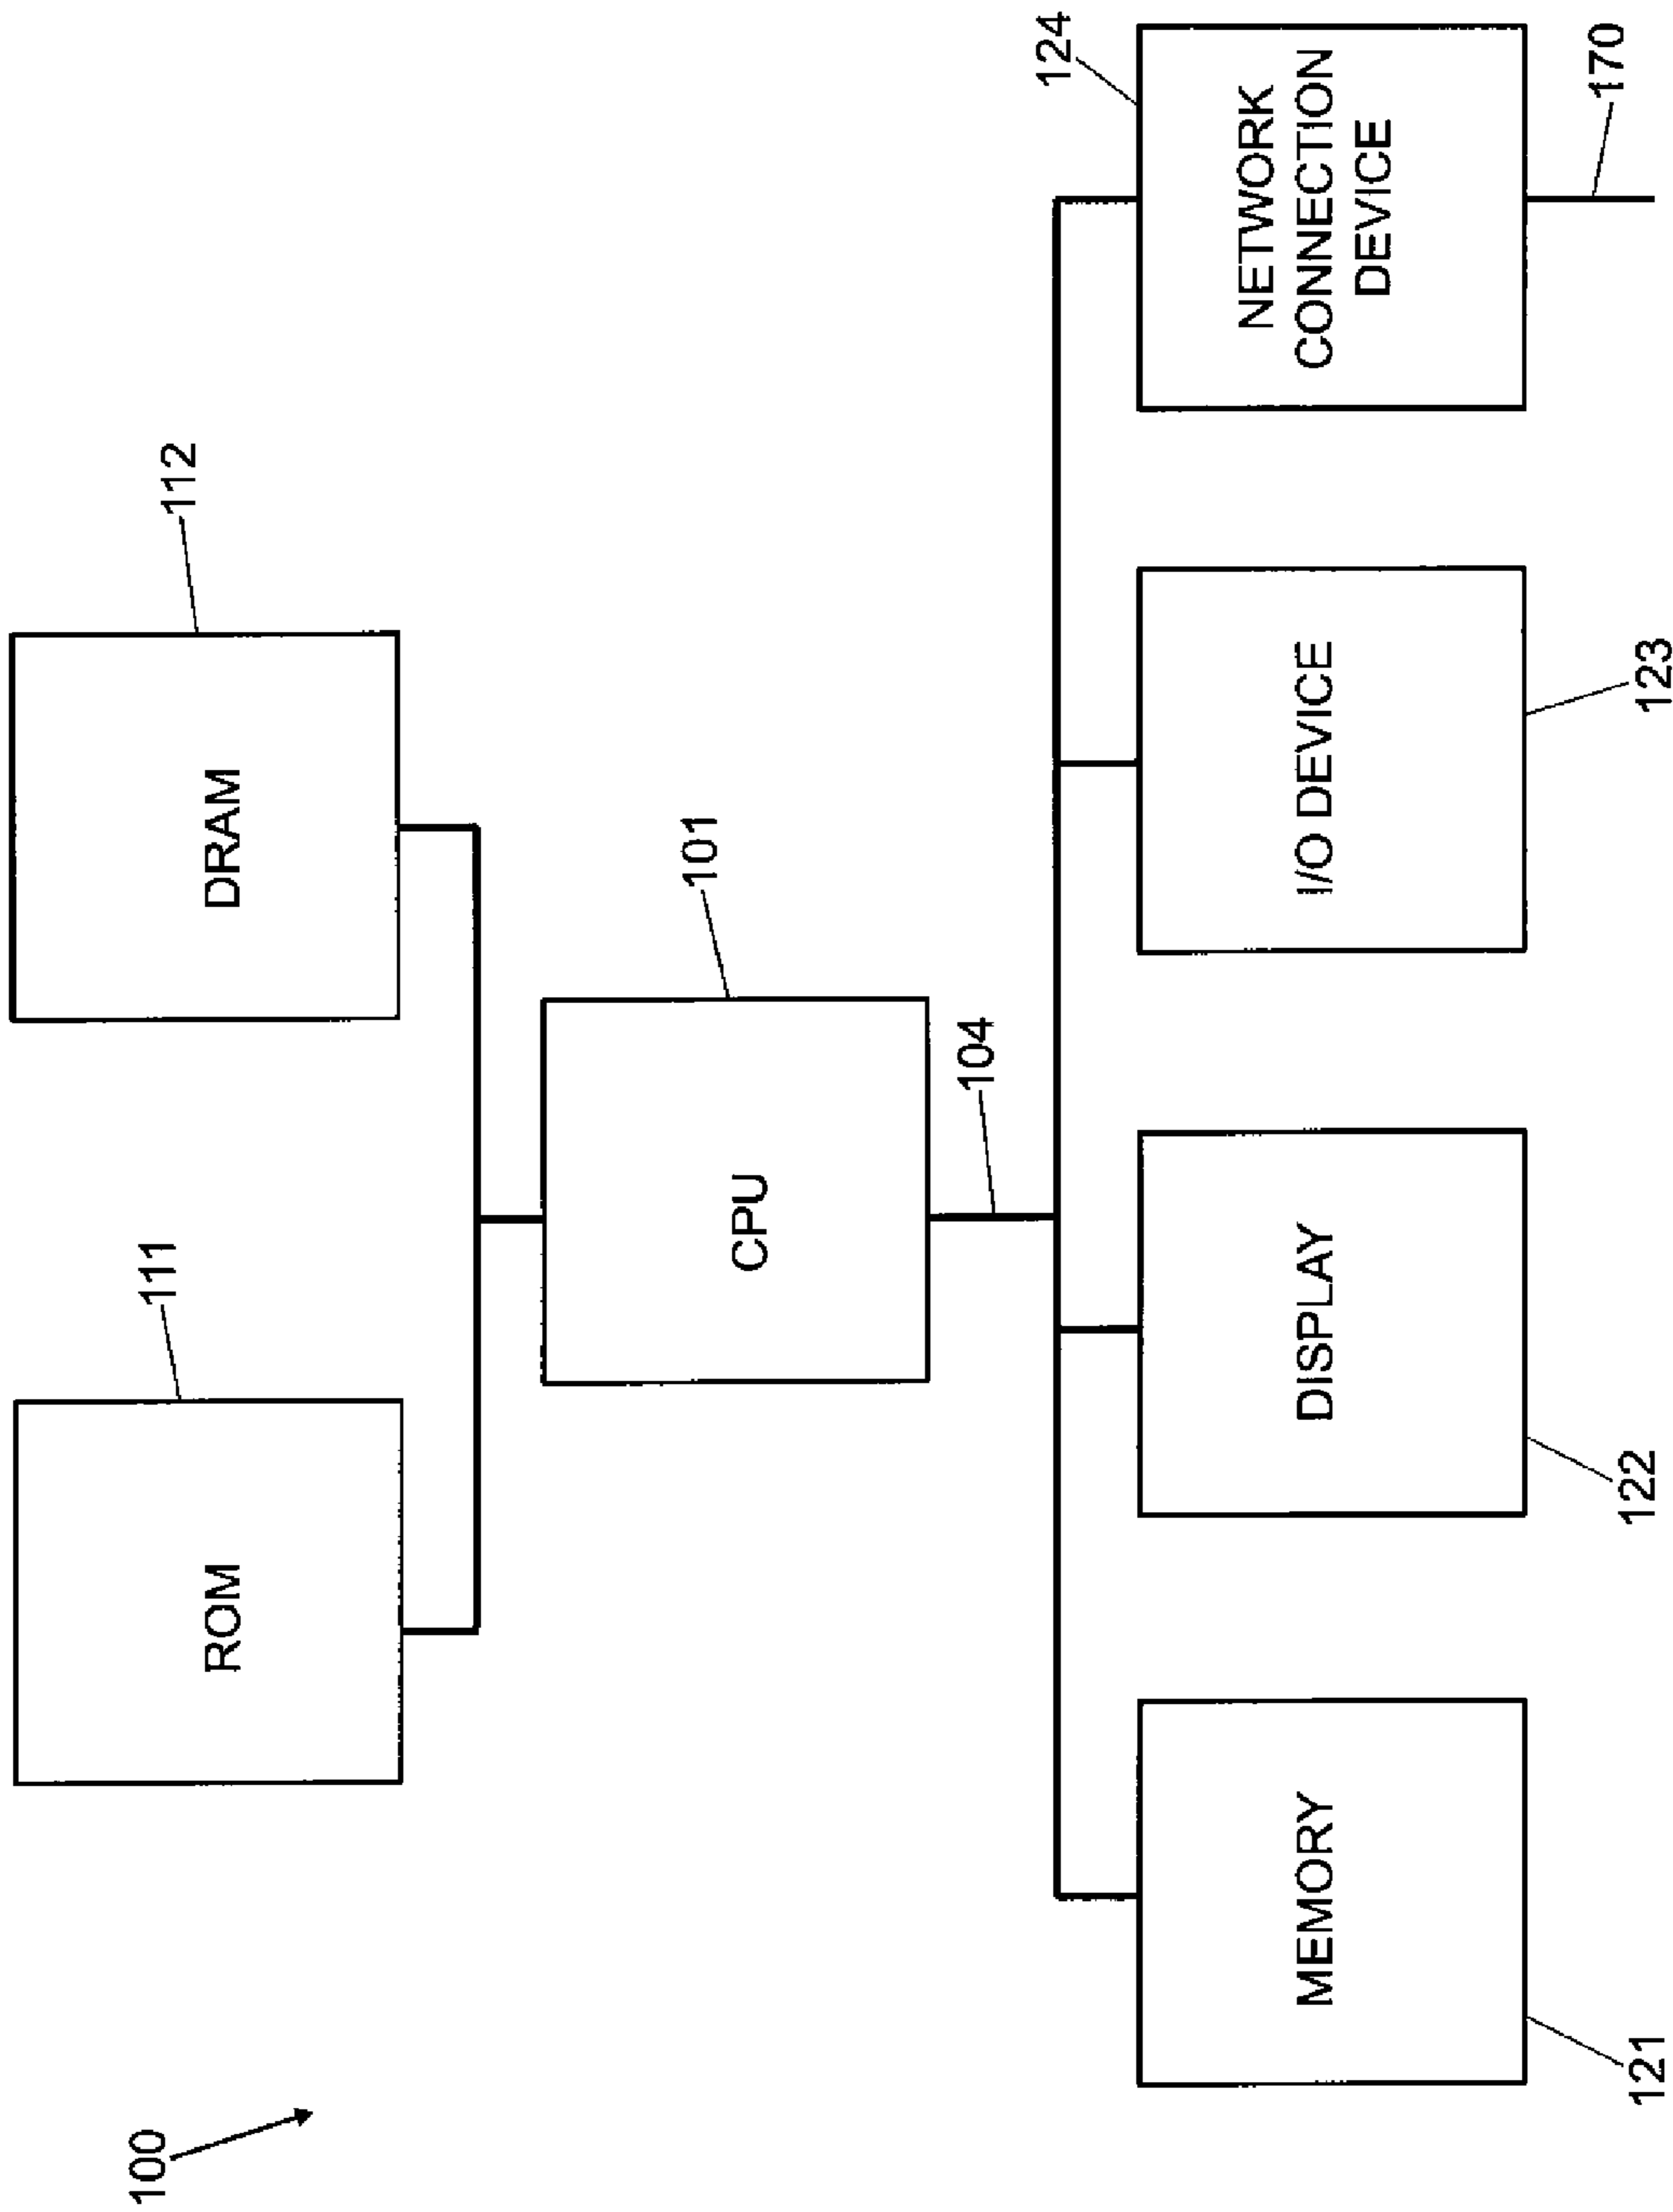 100
111
112
ROM
DRAM
101
CPU
104
124
MEMORY
DISPLAY
I/O DEVICE
NETWORK
CONNECTION
DEVICE
121
122
123
170